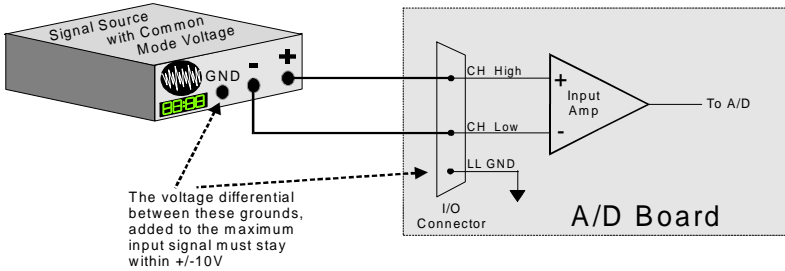 Signal Source
with Common
Mode Voltage
GND
-
+
88:88
CH High
CH Low
LL GND
+
-
Input
Amp
To A/D
I/O
Connector
A/D Board
The voltage differential
between these grounds,
added to the maximum
input signal must stay
within +/-10V